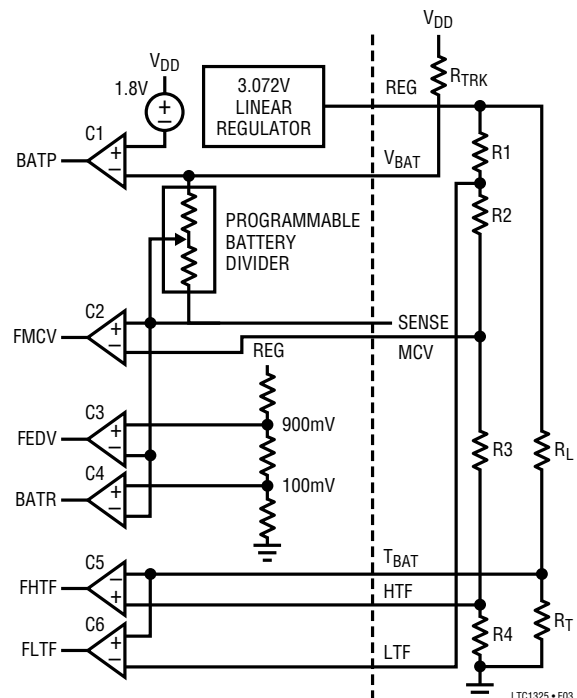 V_DD
V_DD
1.8V
3.072V
LINEAR
REGULATOR
REG
R_TRK
C1
+
–
+
–
BATP
V_BAT
R1
R2
PROGRAMMABLE
BATTERY
DIVIDER
C2
+
–
FMCV
SENSE
MCV
REG
C3
+
–
FEDV
900mV
C4
+
–
BATR
100mV
R3
R_L
C5
–
+
FHTF
T_BAT
HTF
C6
+
–
FLTF
LTF
R4
R_T
LTC1325 • F03